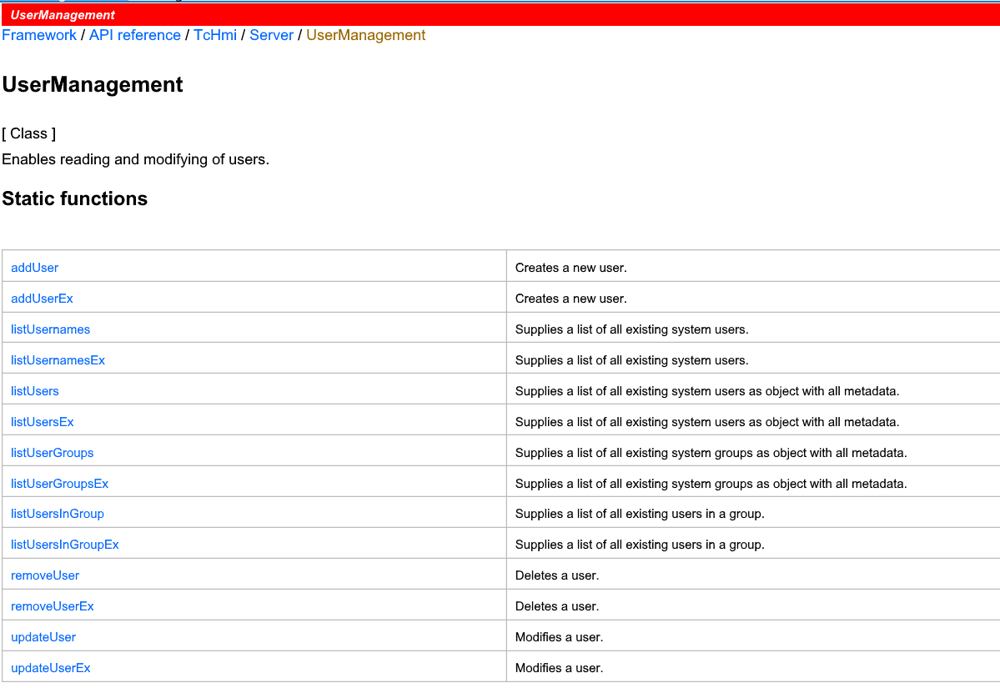 UserManagement
Framework / API reference / TcHmi / Server / UserManagement
UserManagement
[ Class ]
Enables reading and modifying of users.
Static functions
addUser Creates a new user.
addUserEx Creates a new user.
listUsernames Supplies a list of all existing system users.
listUsernamesEx Supplies a list of all existing system users.
listUsers Supplies a list of all existing system users as object with all metadata.
listUsersEx Supplies a list of all existing system users as object with all metadata.
listUserGroups Supplies a list of all existing system groups as object with all metadata.
listUserGroupsEx Supplies a list of all existing system groups as object with all metadata.
listUsersInGroup Supplies a list of all existing users in a group.
listUsersInGroupEx Supplies a list of all existing users in a group.
removeUser Deletes a user.
removeUserEx Deletes a user.
updateUser Modifies a user.
updateUserEx Modifies a user.